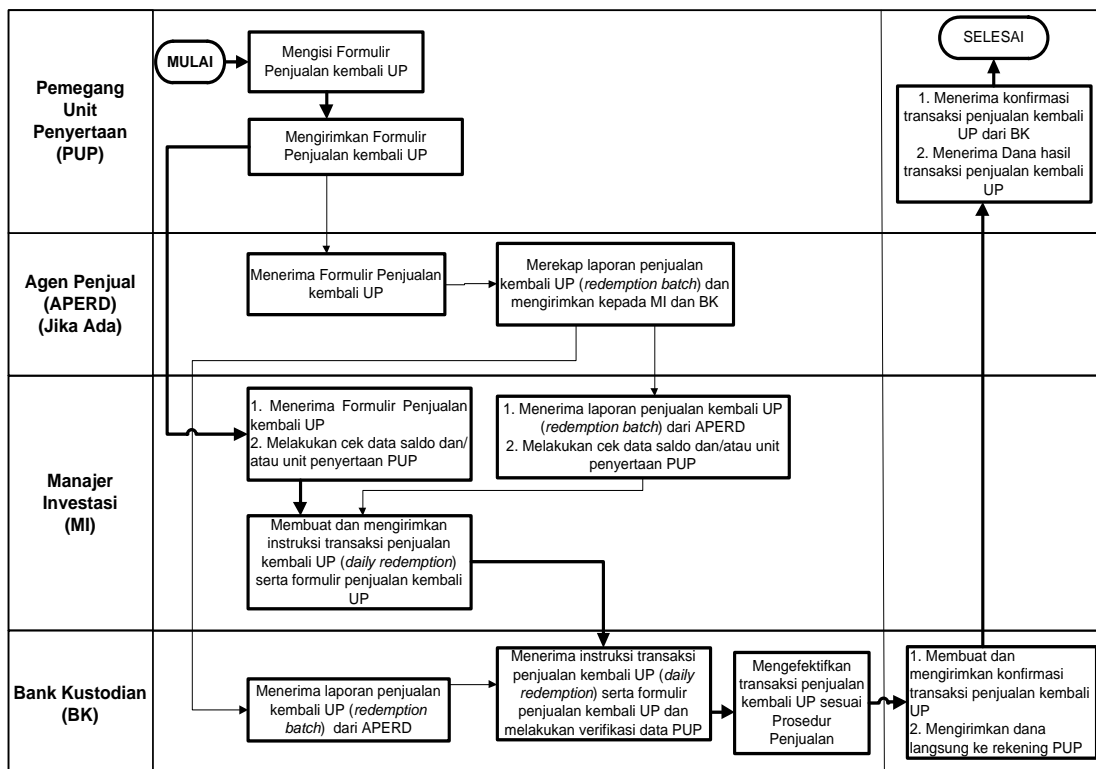 Pemegang
Unit
Penyertaan
(PUP)
MULAI
Mengisi Formulir
Penjualan kembali UP
Mengirimkan Formulir
Penjualan kembali UP
SELESAI
1. Menerima konfirmasi
transaksi penjualan kembali
UP dari BK
2. Menerima Dana hasil
transaksi penjualan kembali
UP
Agen Penjual
(APERD)
(Jika Ada)
Menerima Formulir Penjualan
kembali UP
Merekap laporan penjualan
kembali UP (redemption batch) dan
mengirimkan kepada MI dan BK
Manajer
Investasi
(MI)
1. Menerima Formulir Penjualan
kembali UP
2. Melakukan cek data saldo dan/
atau unit penyertaan PUP
1. Menerima laporan penjualan kembali UP
(redemption batch) dari APERD
2. Melakukan cek data saldo dan/atau unit
penyertaan PUP
Membuat dan mengirimkan
instruksi transaksi penjualan
kembali UP (daily redemption)
serta formulir penjualan kembali
UP
Bank Kustodian
(BK)
Menerima laporan penjualan
kembali UP (redemption
batch) dari APERD
Menerima instruksi transaksi
penjualan kembali UP (daily
redemption) serta formulir
penjualan kembali UP dan
melakukan verifikasi data PUP
Mengefektifkan
transaksi penjualan
kembali UP sesuai
Prosedur
Penjualan
1. Membuat dan
mengirimkan konfirmasi
transaksi penjualan kembali
UP
2. Mengirimkan dana
langsung ke rekening PUP